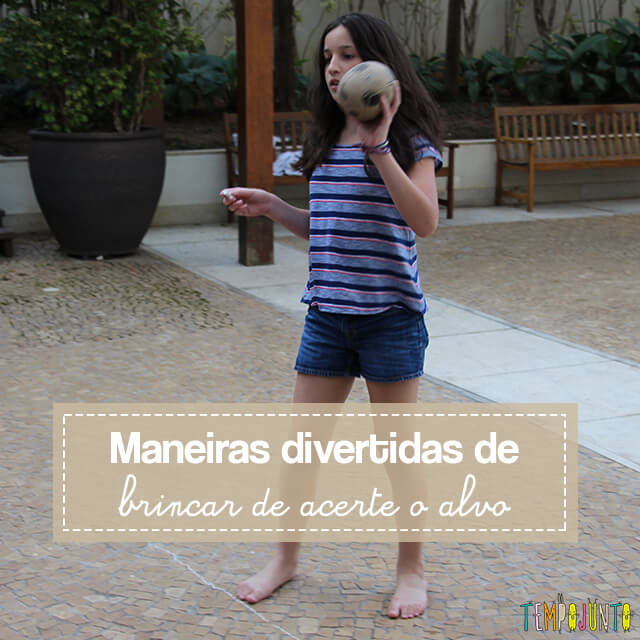 Maneiras divertidas de
brincar de acerte o alvo
TEMPOJUNTO